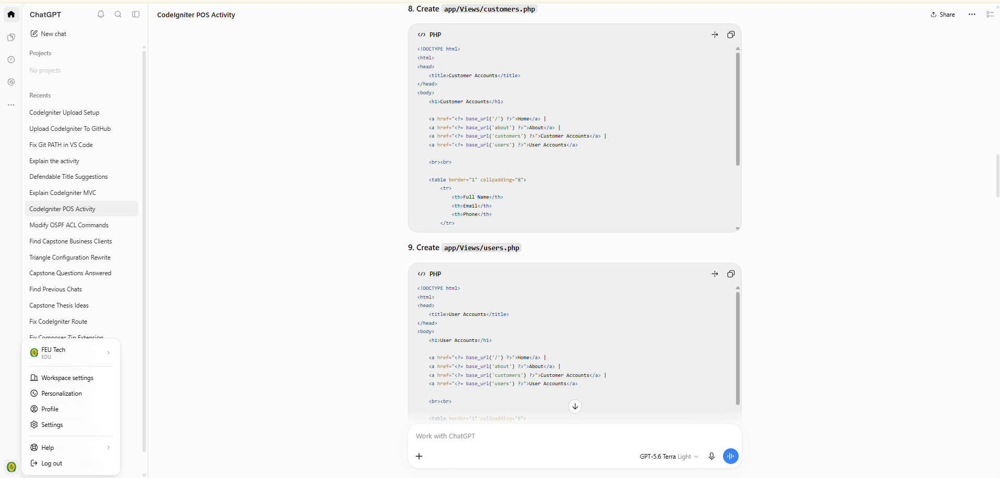 ChatGPT
New chat
Projects
No projects
Recents
CodeIgniter Upload Setup
Upload CodeIgniter To GitHub
Fix Git PATH in VS Code
Explain the activity
Defendable Title Suggestions
Explain CodeIgniter MVC
CodeIgniter POS Activity
Modify OSPF ACL Commands
Find Capstone Business Clients
Triangle Configuration Rewrite
Capstone Questions Answered
Find Previous Chats
Capstone Thesis Ideas
Fix CodeIgniter Route
Fix Composer Zip Extension
FEU Tech
EDU
Workspace settings
Personalization
Profile
Settings
Help
Log out
CodeIgniter POS Activity
Share
8. Create app/Views/customers.php
PHP
<!DOCTYPE html>
<html>
<head>
    <title>Customer Accounts</title>
</head>
<body>
    <h1>Customer Accounts</h1>
    <a href="<?= base_url('/') ?>">Home</a> |
    <a href="<?= base_url('about') ?>">About</a> |
    <a href="<?= base_url('customers') ?>">Customer Accounts</a> |
    <a href="<?= base_url('users') ?>">User Accounts</a>
    <br><br>
    <table border="1" cellpadding="8">
        <tr>
            <th>Full Name</th>
            <th>Email</th>
            <th>Phone</th>
        </tr>
9. Create app/Views/users.php
PHP
<!DOCTYPE html>
<html>
<head>
    <title>User Accounts</title>
</head>
<body>
    <h1>User Accounts</h1>
    <a href="<?= base_url('/') ?>">Home</a> |
    <a href="<?= base_url('about') ?>">About</a> |
    <a href="<?= base_url('customers') ?>">Customer Accounts</a> |
    <a href="<?= base_url('users') ?>">User Accounts</a>
    <br><br>
    <table border="1" cellpadding="8">
Work with ChatGPT
GPT-5.6 Terra Light